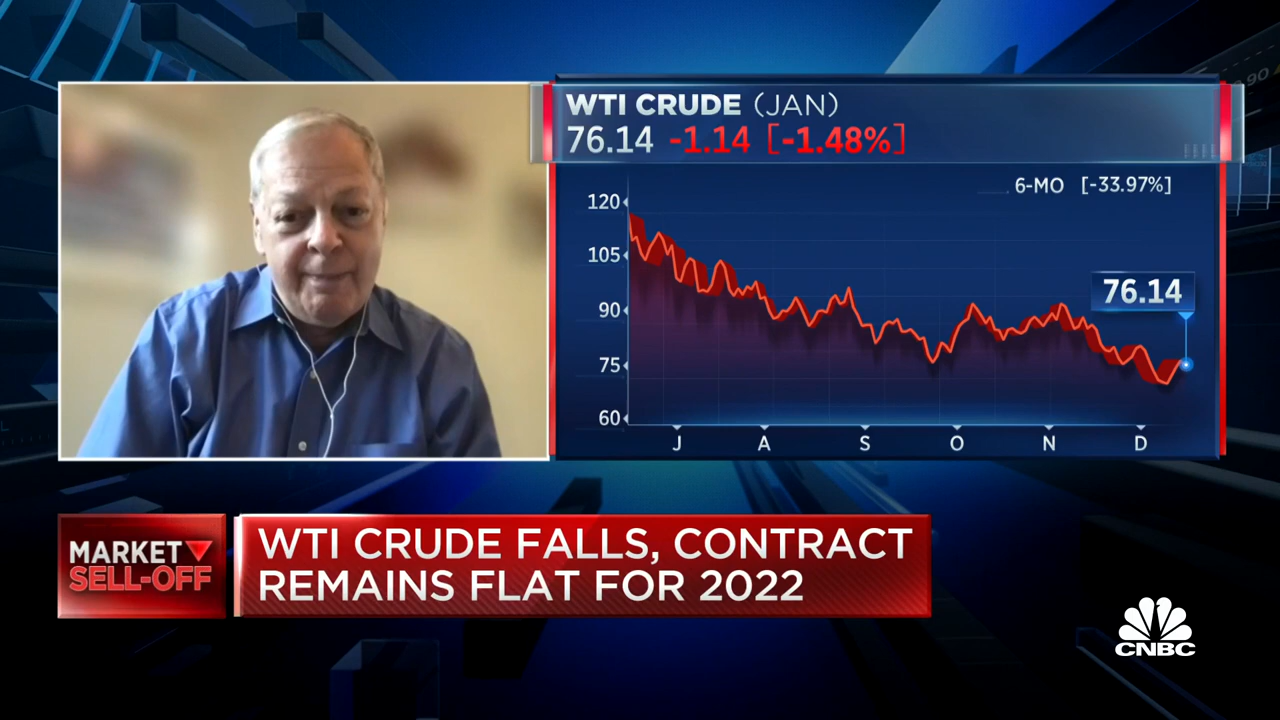 WTI CRUDE (JAN)
76.14 -1.14 [-1.48%]
6-MO [-33.97%]
120
105
90
75
60
76.14
J A S O N D
MARKET
SELL-OFF
WTI CRUDE FALLS, CONTRACT
REMAINS FLAT FOR 2022
CNBC